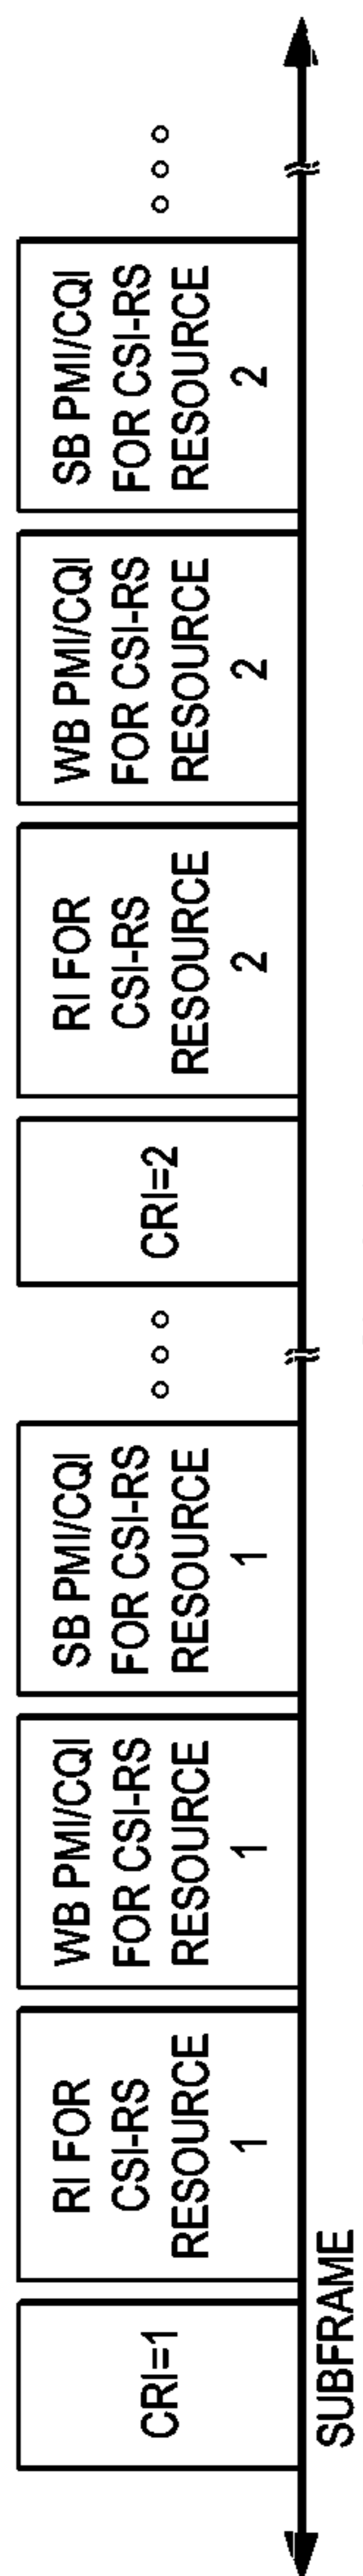 CRI=1
RI FOR
CSI-RS
RESOURCE
1
WB PMI/CQI
FOR CSI-RS
RESOURCE
1
SB PMI/CQI
FOR CSI-RS
RESOURCE
1
CRI=2
RI FOR
CSI-RS
RESOURCE
2
WB PMI/CQI
FOR CSI-RS
RESOURCE
2
SB PMI/CQI
FOR CSI-RS
RESOURCE
2
SUBFRAME